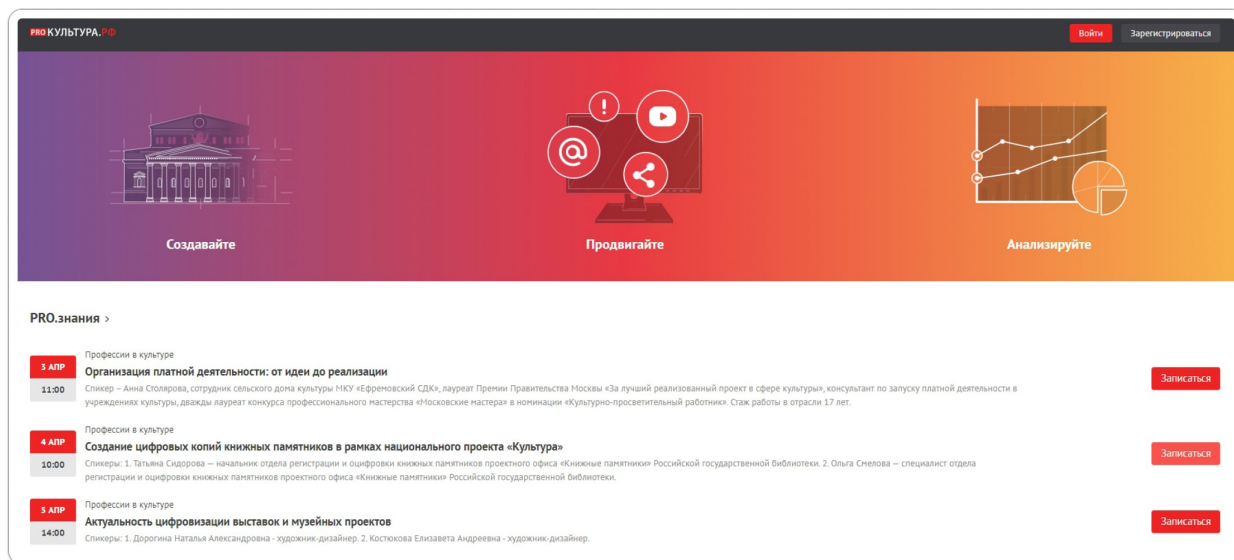 PRO КУЛЬТУРА.РФ
Войти Зарегистрироваться
Создавайте Продвигайте Анализируйте
PRO.знания >
Профессии в культуре
3 АПР
Организация платной деятельности: от идеи до реализации
Записаться
11:00
Спикер – Анна Столярова, сотрудник сельского дома культуры МКУ «Ефремовский СДК», лауреат Премии Правительства Москвы «За лучший реализованный проект в сфере культуры», консультант по запуску платной деятельности в
учреждениях культуры, дважды лауреат конкурса профессионального мастерства «Московские мастера» в номинации «Культурно-просветительный работник». Стаж работы в отрасли 17 лет.
Профессии в культуре
4 АПР
Создание цифровых копий книжных памятников в рамках национального проекта «Культура»
Записаться
10:00
Спикеры: 1. Татьяна Сидорова — начальник отдела регистрации и оцифровки книжных памятников проектного офиса «Книжные памятники» Российской государственной библиотеки. 2. Ольга Смелова — специалист отдела
регистрации и оцифровки книжных памятников проектного офиса «Книжные памятники» Российской государственной библиотеки.
Профессии в культуре
5 АПР
Актуальность цифровизации выставок и музейных проектов
Записаться
14:00
Спикеры: 1. Дорогина Наталья Александровна - художник-дизайнер. 2. Костюкова Елизавета Андреевна - художник-дизайнер.